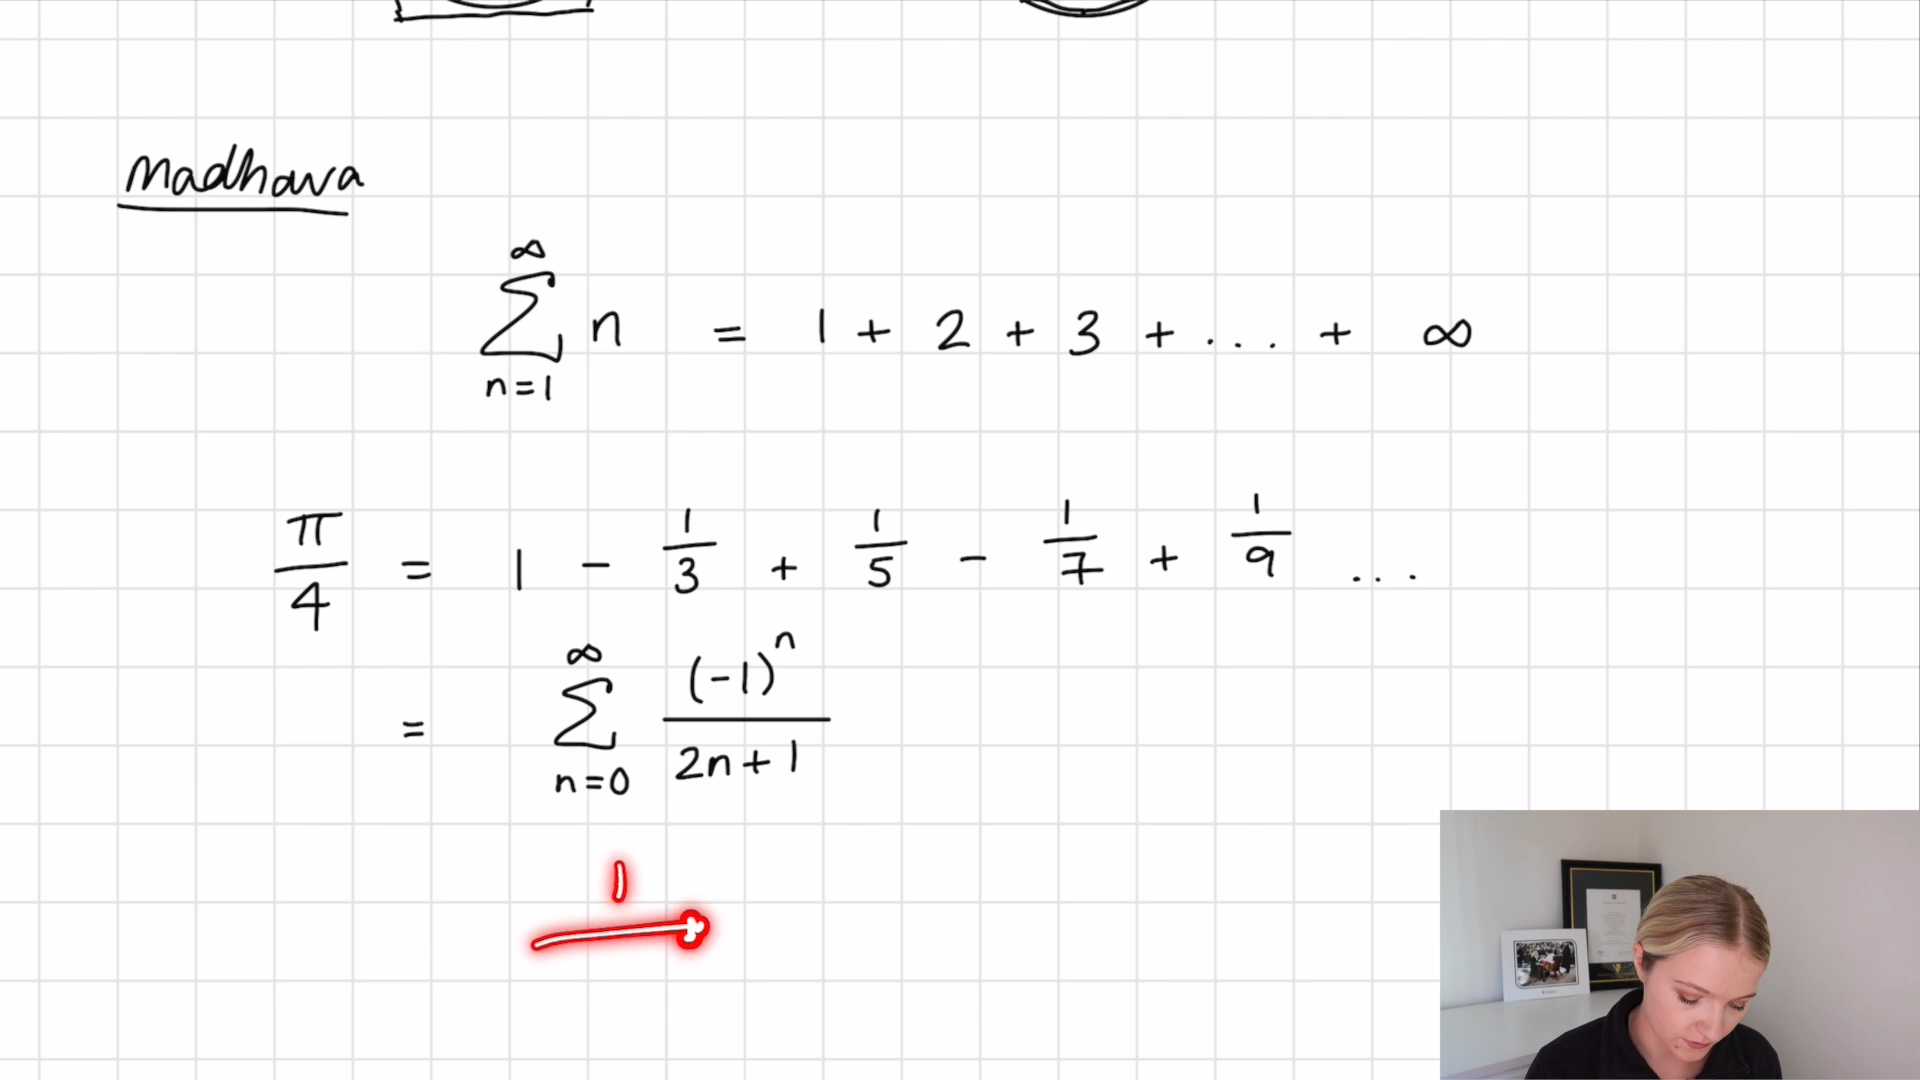 Madhava
∞
∑ n = 1 + 2 + 3 + ... + ∞
n=1
π/4 = 1 - 1/3 + 1/5 - 1/7 + 1/9 ...
∞
= ∑ (-1)^n / 2n+1
n=0
1